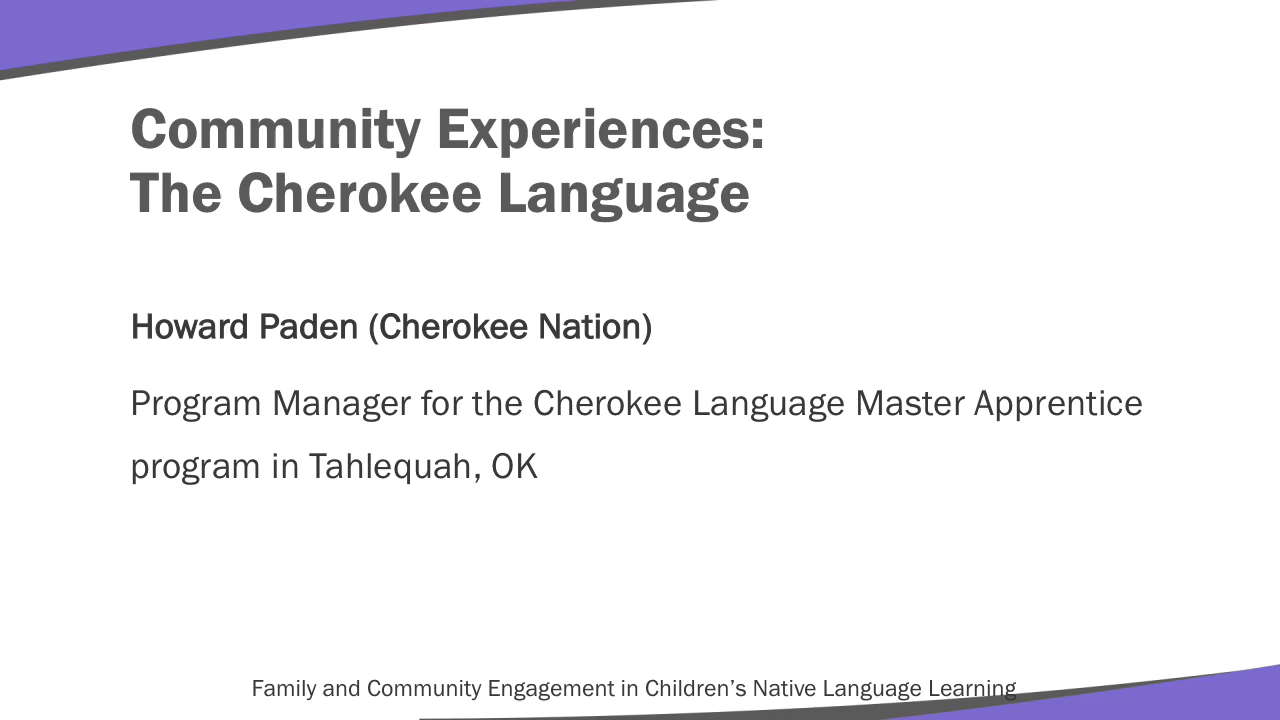 Community Experiences:
The Cherokee Language
Howard Paden (Cherokee Nation)
Program Manager for the Cherokee Language Master Apprentice
program in Tahlequah, OK
Family and Community Engagement in Children’s Native Language Learning